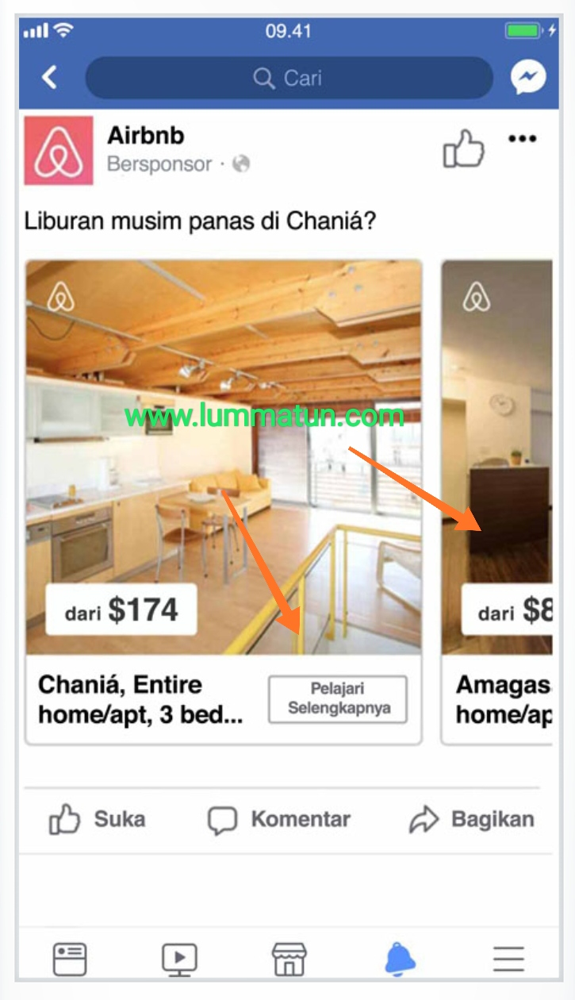 09.41
Cari
Airbnb
Bersponsor ·
Liburan musim panas di Chaniá?
www.lummatun.com
dari $174
dari $8
Chaniá, Entire
home/apt, 3 bed...
Pelajari
Selengkapnya
Amagas
home/ap
Suka
Komentar
Bagikan